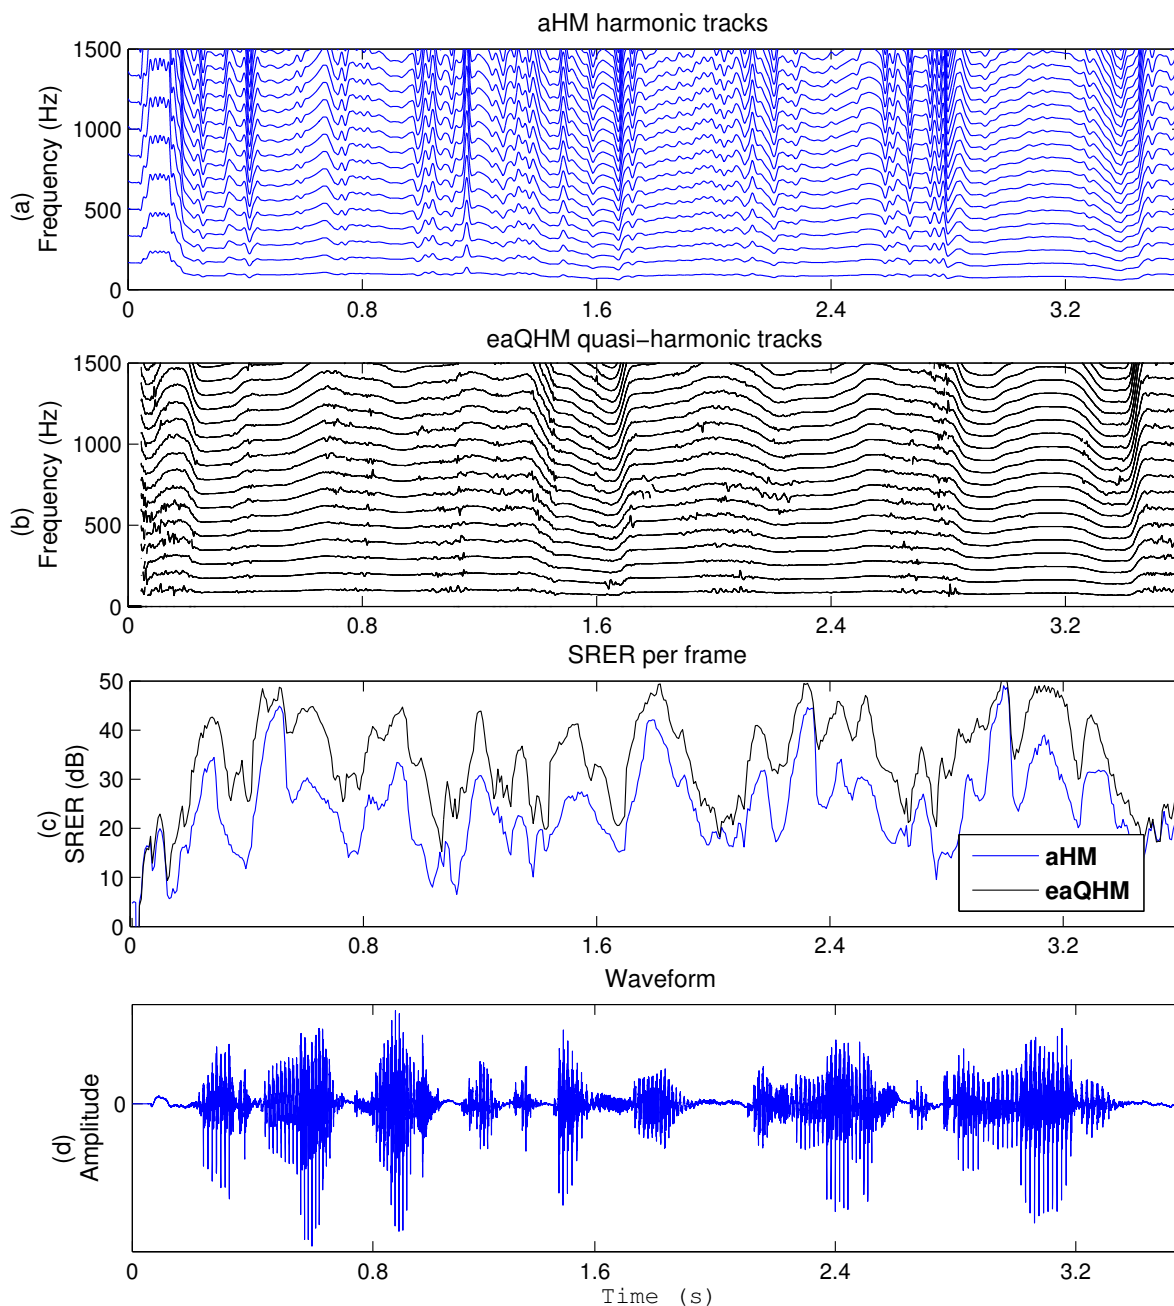 aHM harmonic tracks
1500
1000
500
0
0 0.8 1.6 2.4 3.2
(a)
Frequency (Hz)
eaQHM quasi−harmonic tracks
1500
1000
500
0
0 0.8 1.6 2.4 3.2
(b)
Frequency (Hz)
SRER per frame
50
40
30
20
10
0
0 0.8 1.6 2.4 3.2
(c)
SRER (dB)
aHM
eaQHM
Waveform
0
0 0.8 1.6 2.4 3.2
(d)
Amplitude
Time (s)